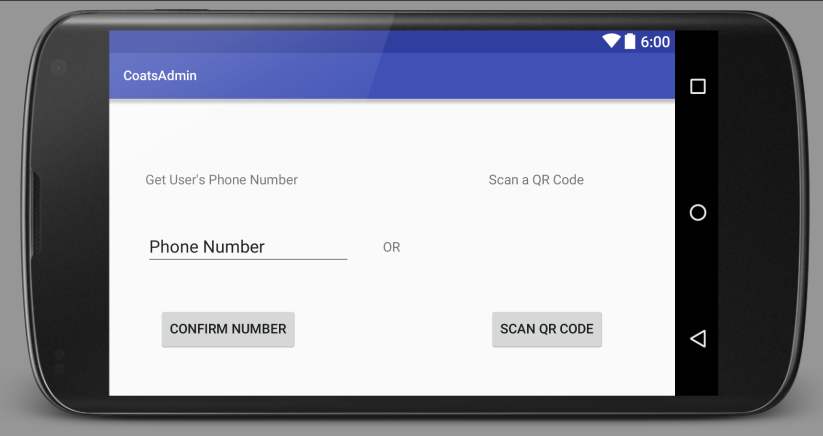 6:00
CoatsAdmin
Get User's Phone Number
Scan a QR Code
Phone Number
OR
CONFIRM NUMBER
SCAN QR CODE